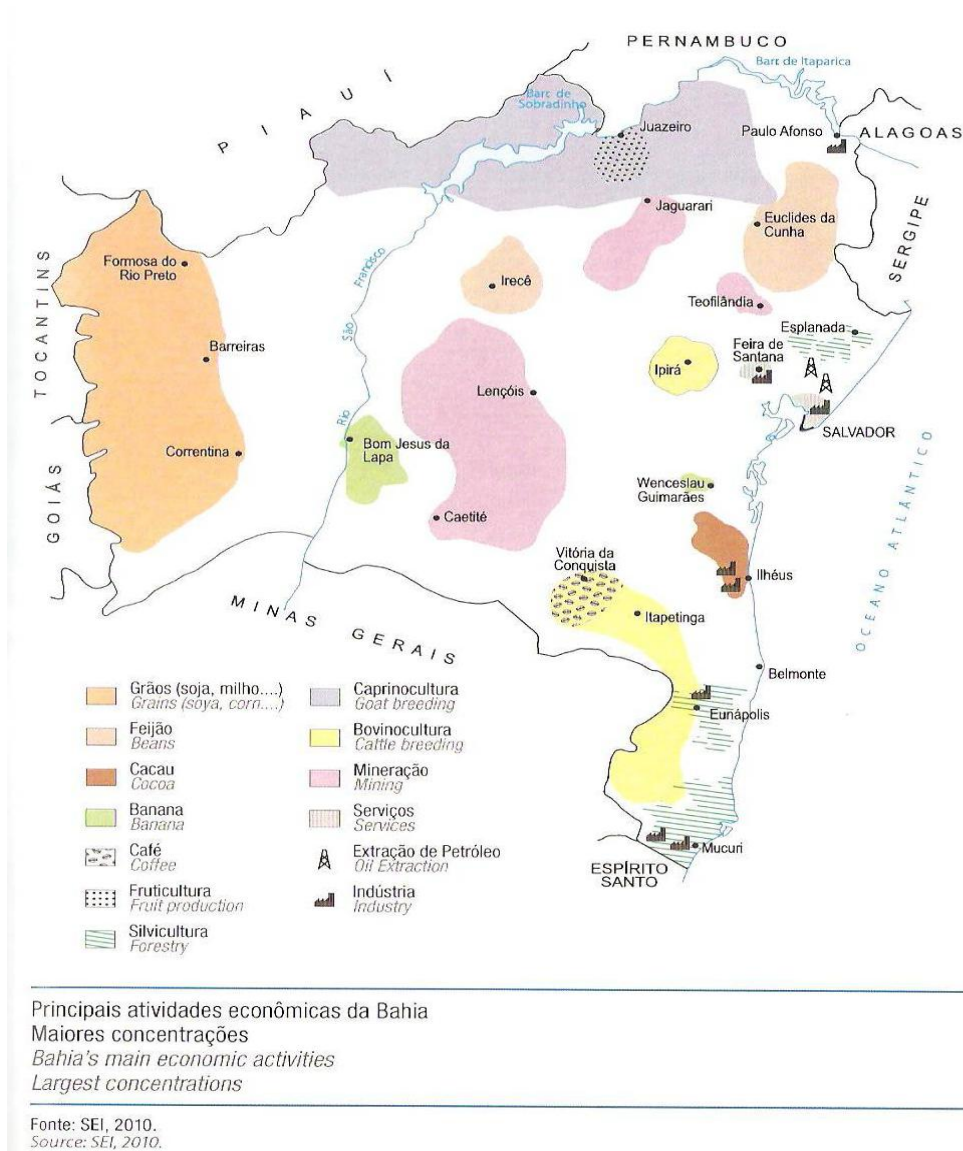 PERNAMBUCO
Barr. de Itaparica
PIAUÍ
Barr. de
Sobradinho
Juazeiro
Paulo Afonso
ALAGOAS
Jaguarari
Euclides da
Cunha
SERGIPE
Formosa do
Rio Preto
Rio São Francisco
Irecê
Teofilândia
TOCANTINS
Esplanada
Barreiras
Feira de
Santana
Ipirá
Lençóis
SALVADOR
Bom Jesus da
Lapa
Correntina
GOIÁS
Wenceslau
Guimarães
Caetité
OCEANO ATLÂNTICO
Vitória da
Conquista
Ilhéus
MINAS GERAIS
Itapetinga
Belmonte
Eunápolis
Mucuri
ESPÍRITO
SANTO
Grãos (soja, milho....)
Grains (soya, corn....)
Feijão
Beans
Cacau
Cocoa
Banana
Banana
Café
Coffee
Fruticultura
Fruit production
Silvicultura
Forestry
Caprinocultura
Goat breeding
Bovinocultura
Cattle breeding
Mineração
Mining
Serviços
Services
Extração de Petróleo
Oil Extraction
Indústria
Industry
Principais atividades econômicas da Bahia
Maiores concentrações
Bahia's main economic activities
Largest concentrations
Fonte: SEI, 2010.
Source: SEI, 2010.